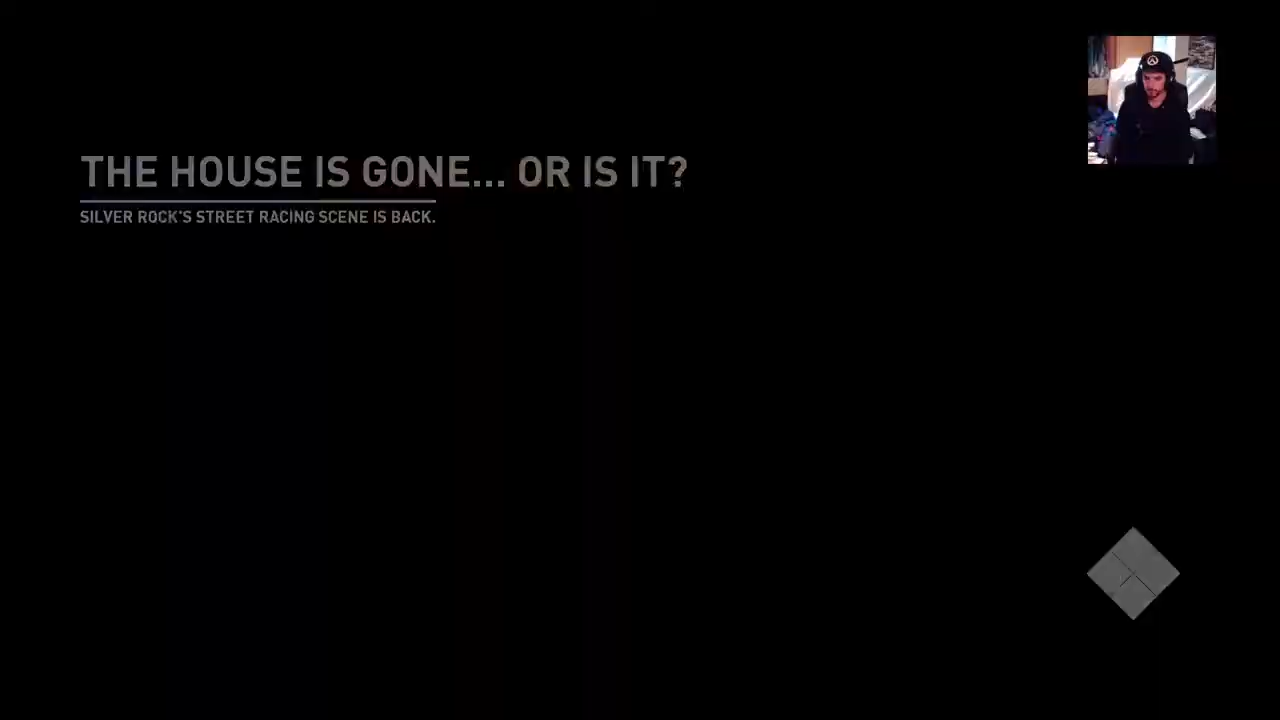 THE HOUSE IS GONE... OR IS IT?
SILVER ROCK'S STREET RACING SCENE IS BACK.